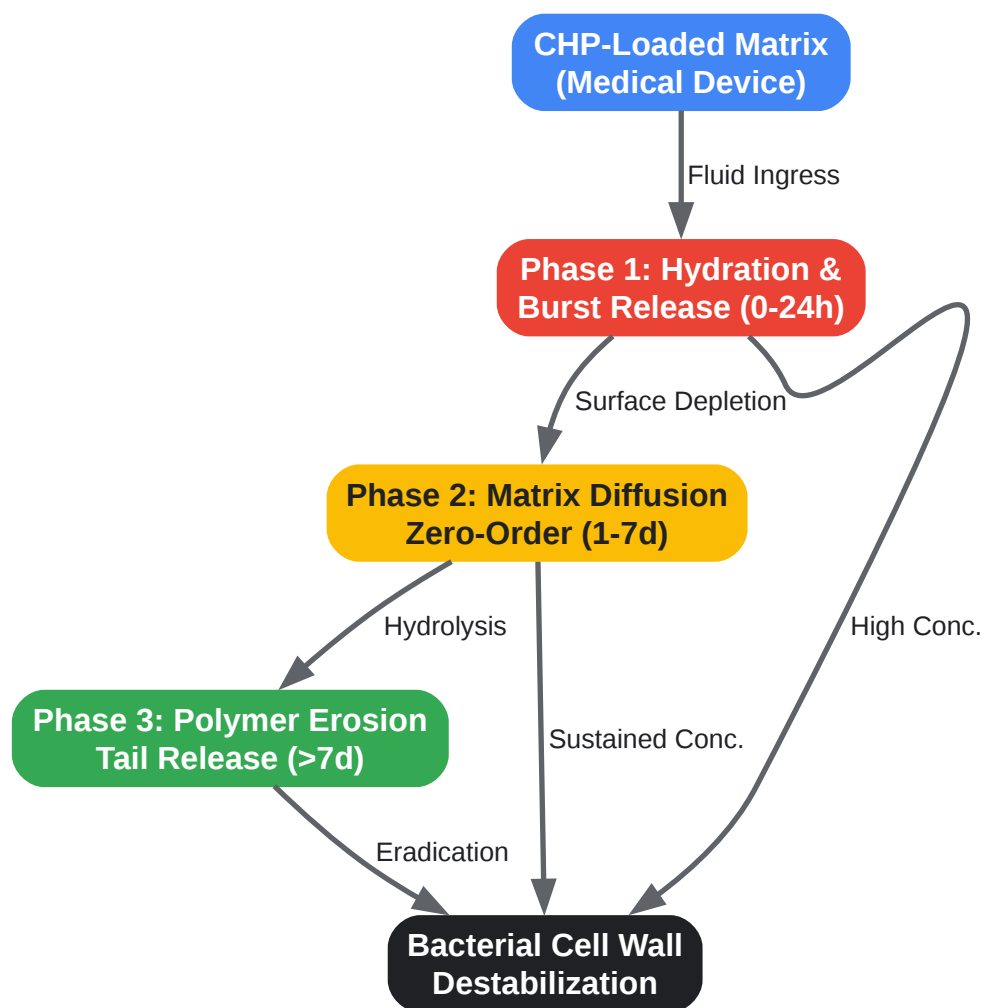 CHP-Loaded Matrix
(Medical Device)
Fluid Ingress
Phase 1: Hydration &
Burst Release (0-24h)
Surface Depletion
Phase 2: Matrix Diffusion
Zero-Order (1-7d)
Hydrolysis
High Conc.
Phase 3: Polymer Erosion
Tail Release (>7d)
Sustained Conc.
Eradication
Bacterial Cell Wall
Destabilization